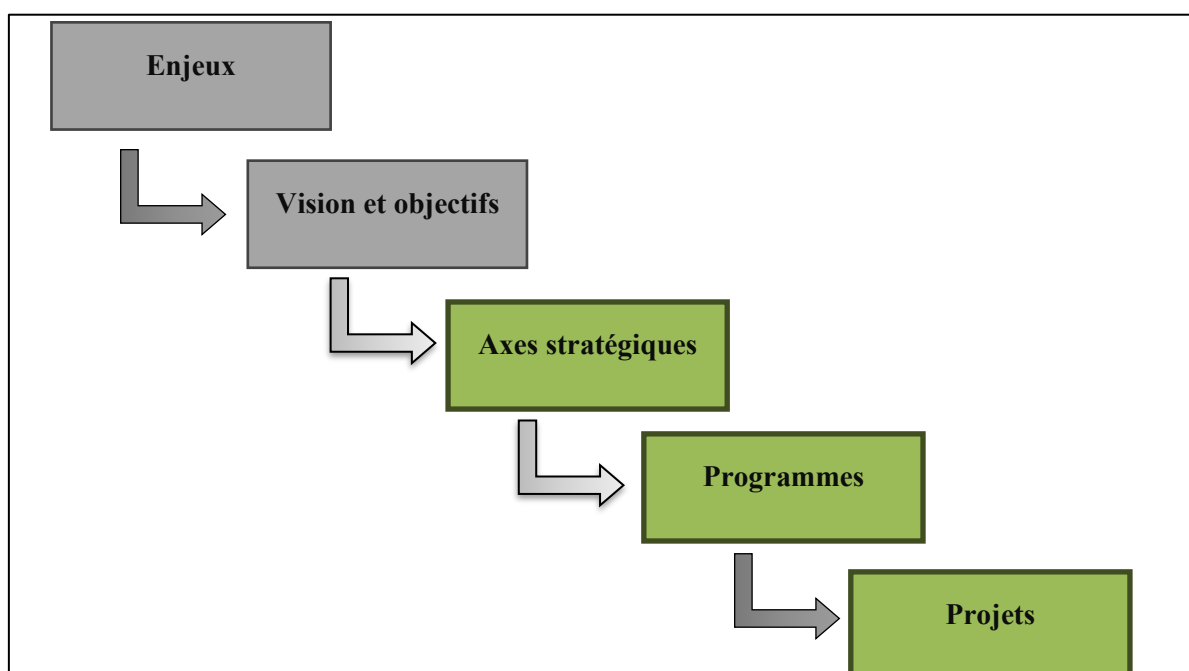 Enjeux
Vision et objectifs
Axes stratégiques
Programmes
Projets